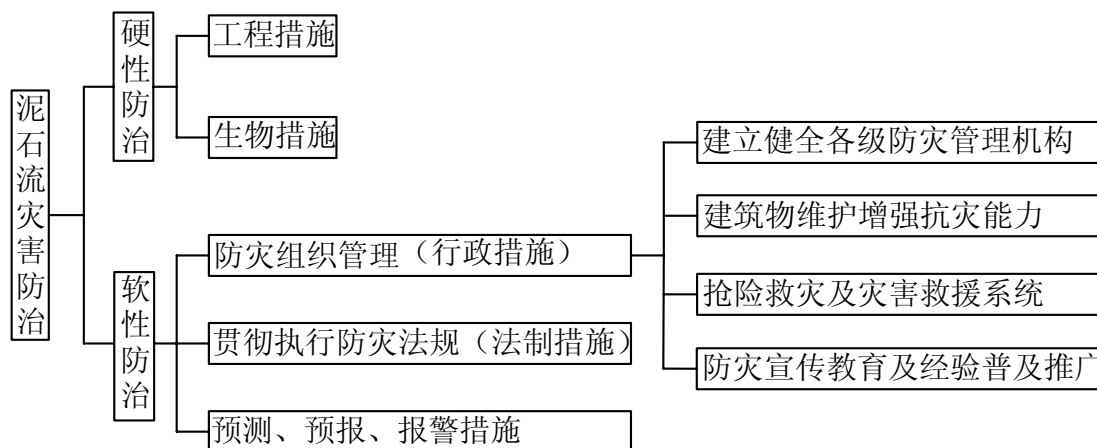 泥石流灾害防治
硬性防治
工程措施
生物措施
软性防治
防灾组织管理（行政措施）
建立健全各级防灾管理机构
建筑物维护增强抗灾能力
抢险救灾及灾害救援系统
防灾宣传教育及经验普及推广
贯彻执行防灾法规（法制措施）
预测、预报、报警措施